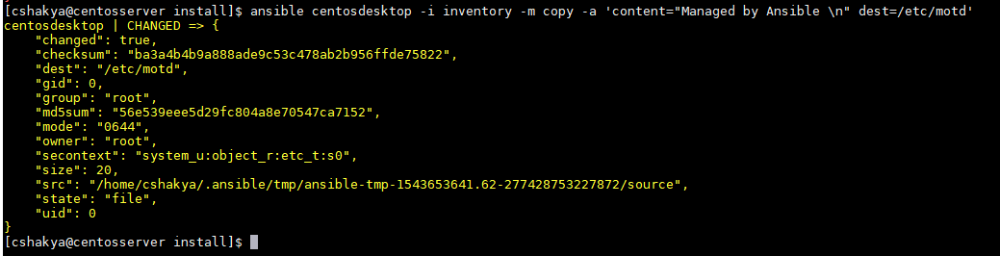 [cshakya@centosserver install]$ ansible centosdesktop -i inventory -m copy -a 'content="Managed by Ansible \n" dest=/etc/motd'
centosdesktop | CHANGED => {
    "changed": true,
    "checksum": "ba3a4b4b9a888ade9c53c478ab2b956ffde75822",
    "dest": "/etc/motd",
    "gid": 0,
    "group": "root",
    "md5sum": "56e539eee5d29fc804a8e70547ca7152",
    "mode": "0644",
    "owner": "root",
    "secontext": "system_u:object_r:etc_t:s0",
    "size": 20,
    "src": "/home/cshakya/.ansible/tmp/ansible-tmp-1543653641.62-277428753227872/source",
    "state": "file",
    "uid": 0
}
[cshakya@centosserver install]$